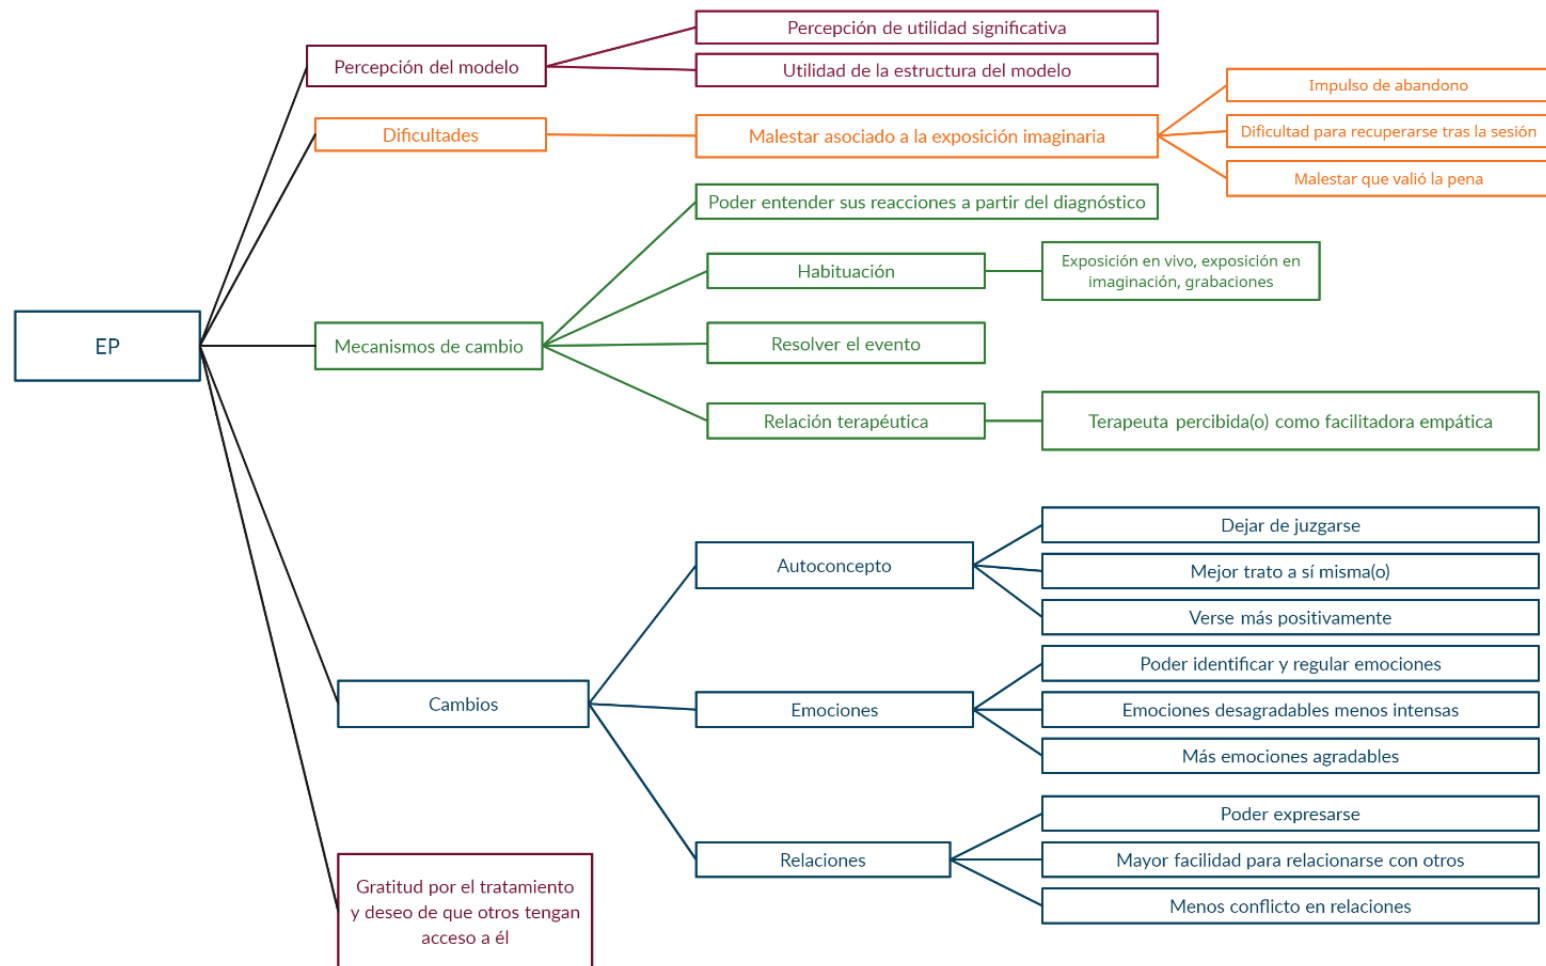 EP
Percepción del modelo
Percepción de utilidad significativa
Utilidad de la estructura del modelo
Dificultades
Malestar asociado a la exposición imaginaria
Impulso de abandono
Dificultad para recuperarse tras la sesión
Malestar que valió la pena
Mecanismos de cambio
Poder entender sus reacciones a partir del diagnóstico
Habituación
Exposición en vivo, exposición en
imaginación, grabaciones
Resolver el evento
Relación terapéutica
Terapeuta percibida(o) como facilitadora empática
Cambios
Autoconcepto
Dejar de juzgarse
Mejor trato a sí misma(o)
Verse más positivamente
Emociones
Poder identificar y regular emociones
Emociones desagradables menos intensas
Más emociones agradables
Relaciones
Poder expresarse
Mayor facilidad para relacionarse con otros
Menos conflicto en relaciones
Gratitud por el tratamiento
y deseo de que otros tengan
acceso a él